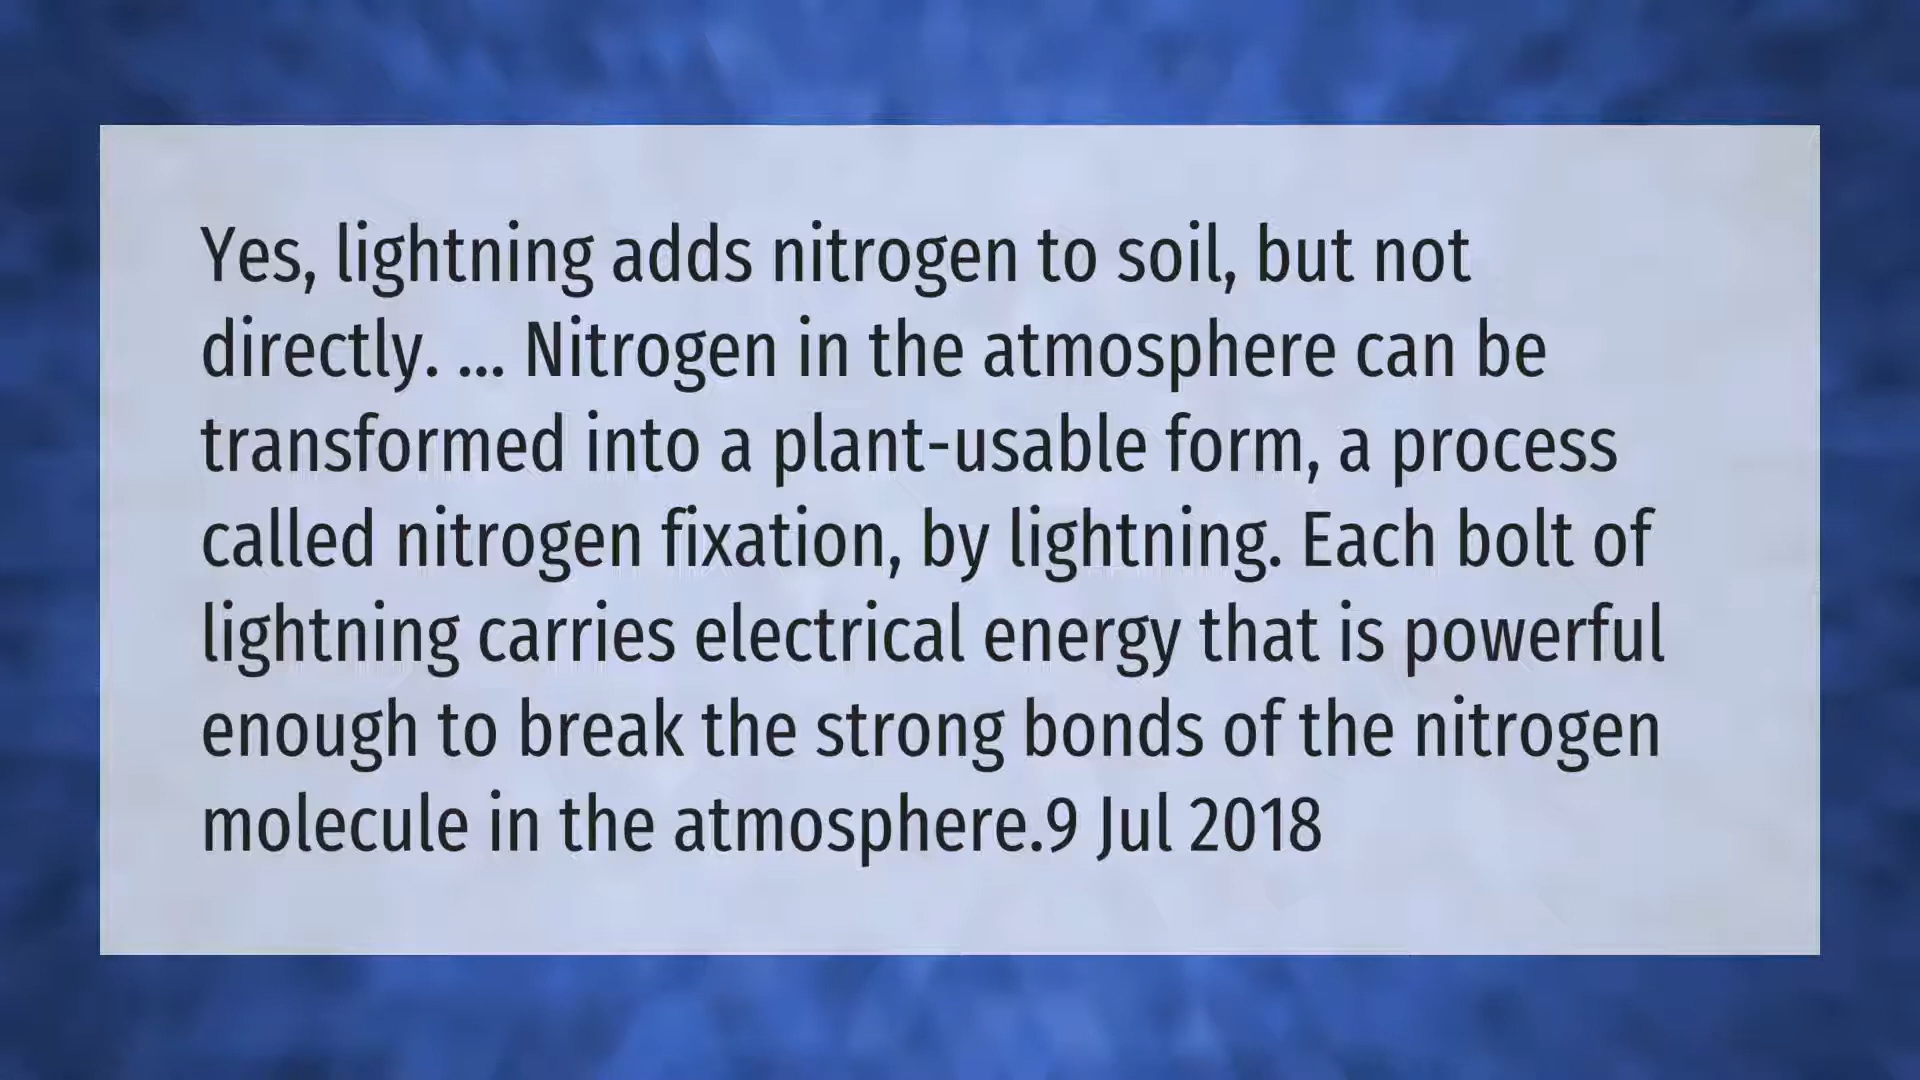 Yes, lightning adds nitrogen to soil, but not
directly. ... Nitrogen in the atmosphere can be
transformed into a plant-usable form, a process
called nitrogen fixation, by lightning. Each bolt of
lightning carries electrical energy that is powerful
enough to break the strong bonds of the nitrogen
molecule in the atmosphere.9 Jul 2018